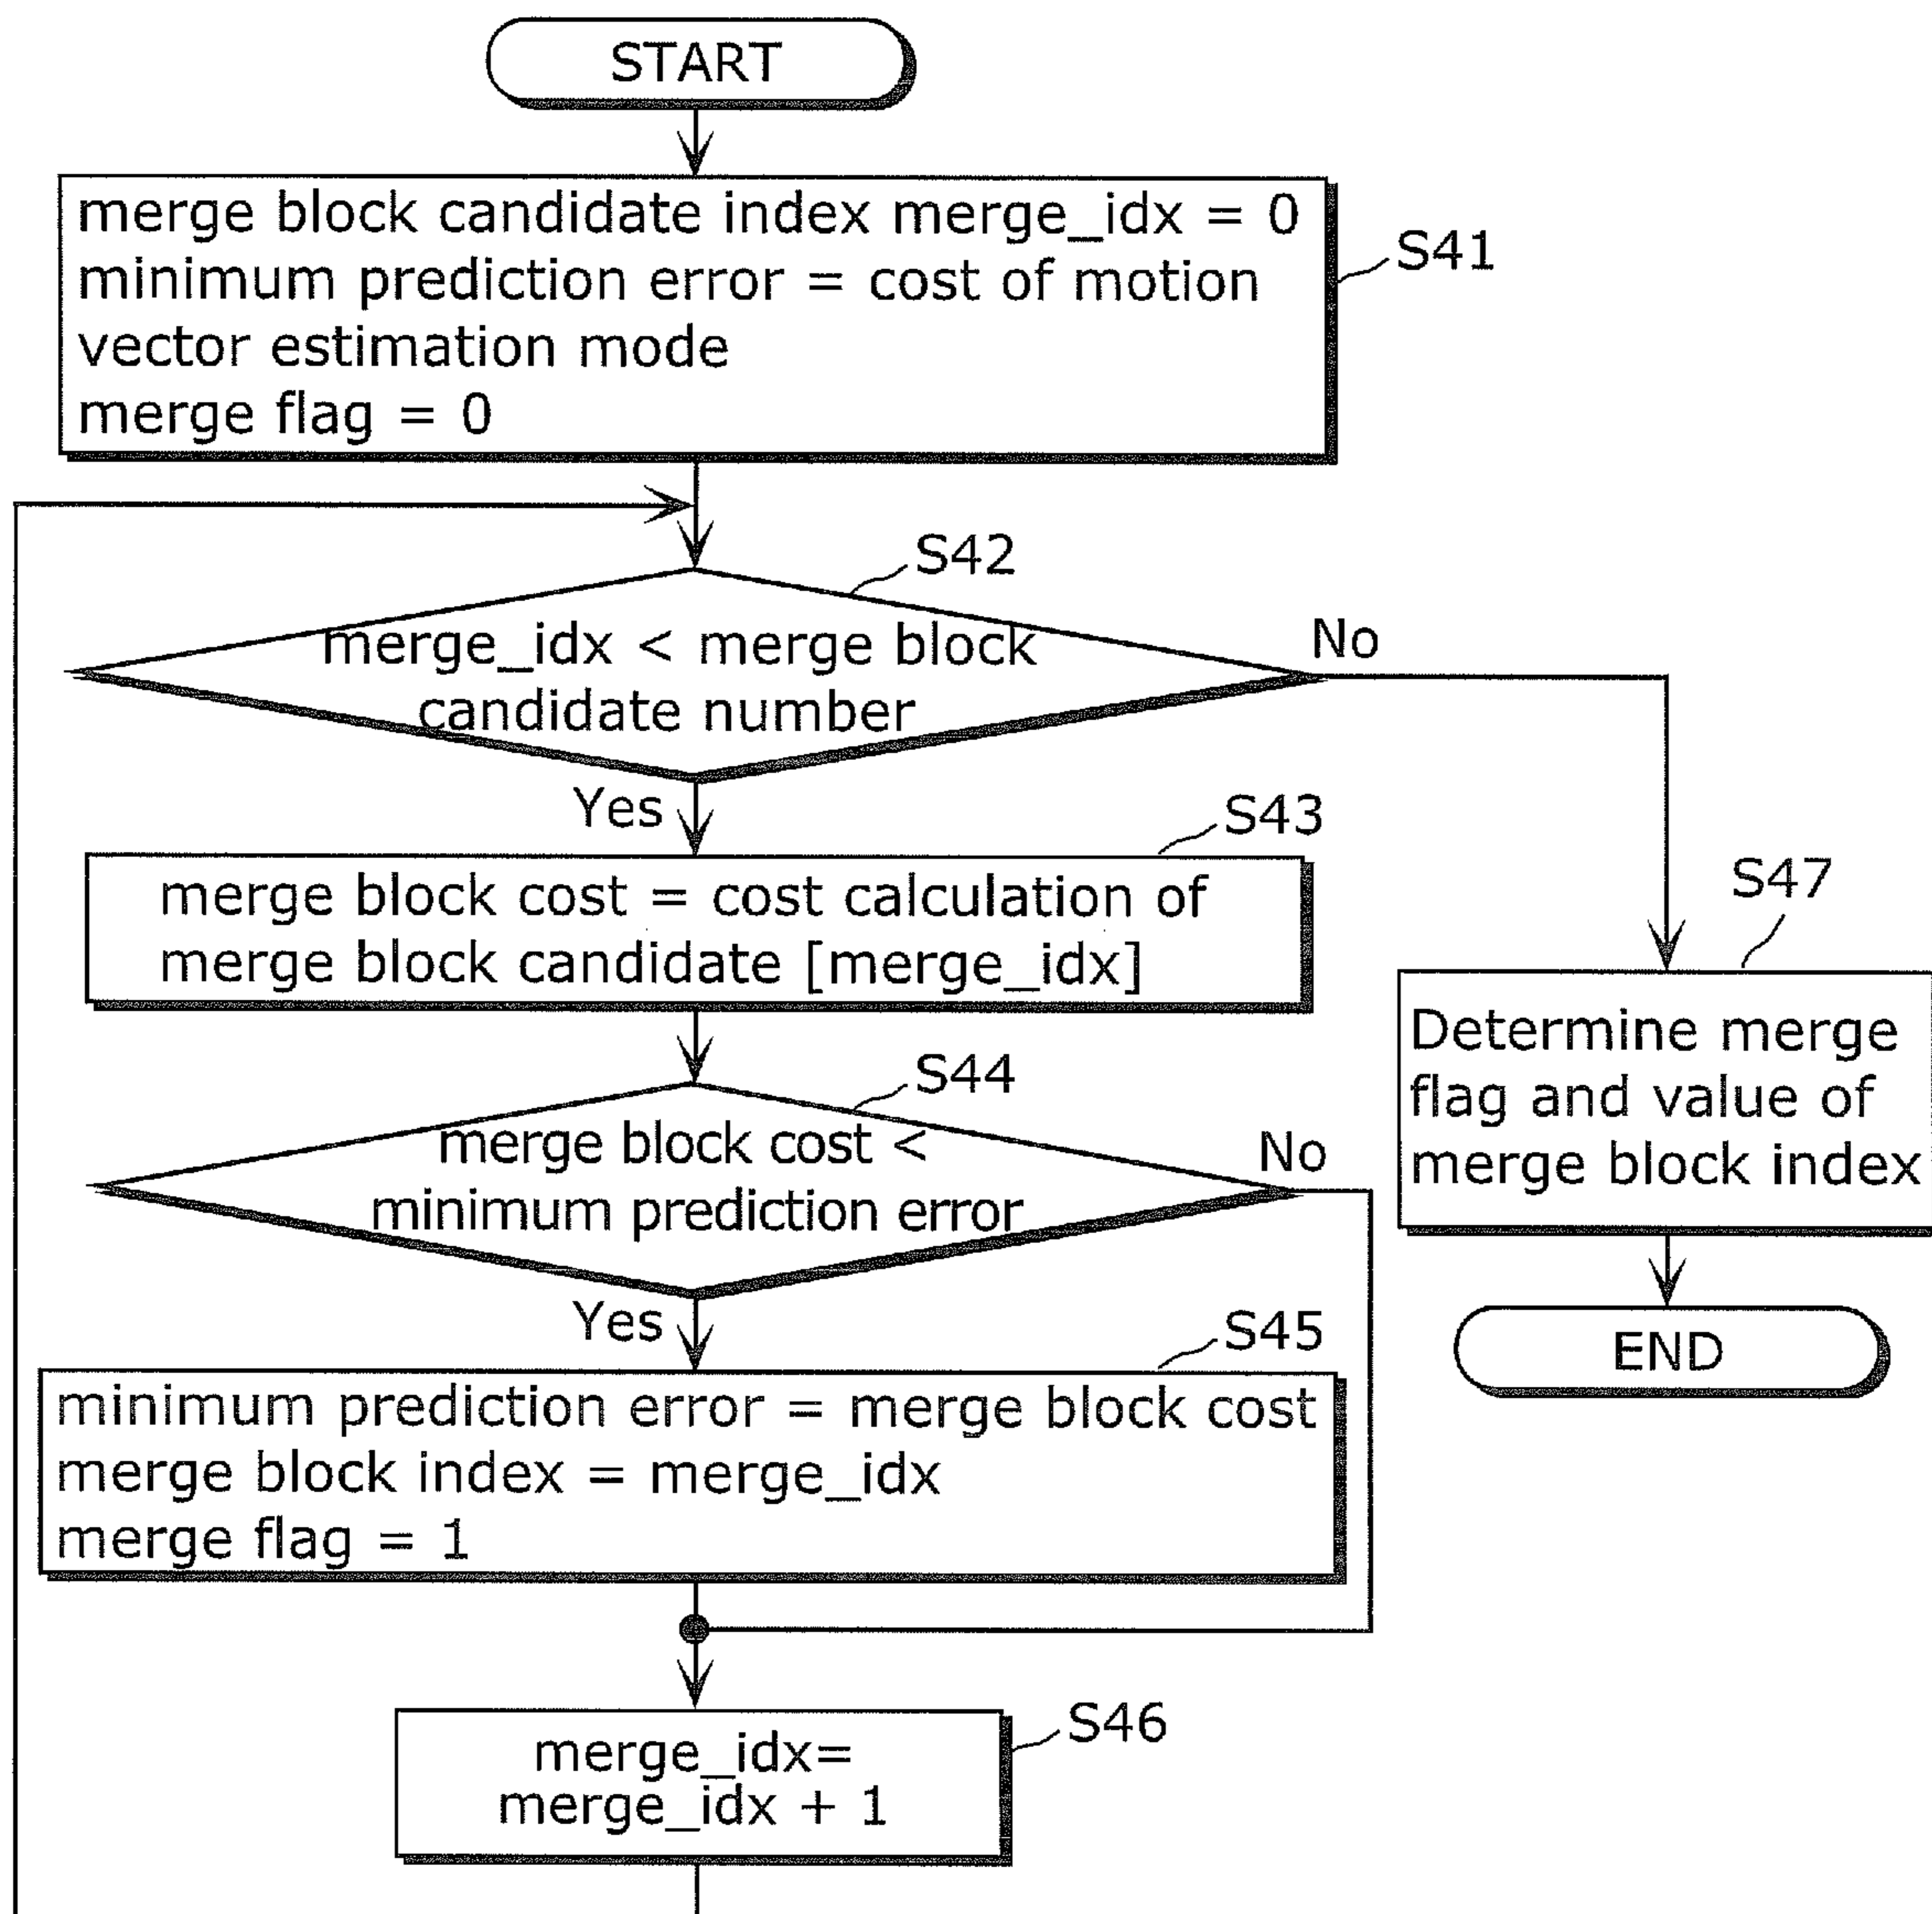 START
merge block candidate index merge_idx = 0
minimum prediction error = cost of motion
vector estimation mode
merge flag = 0
S41
S42
merge_idx < merge block
candidate number
No
Yes
S43
merge block cost = cost calculation of
merge block candidate [merge_idx]
S44
merge block cost <
minimum prediction error
No
Yes
S45
minimum prediction error = merge block cost
merge block index = merge_idx
merge flag = 1
S46
merge_idx=
merge_idx + 1
S47
Determine merge
flag and value of
merge block index
END